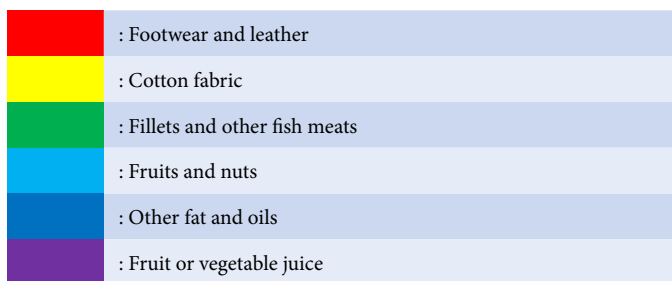 : Footwear and leather
: Cotton fabric
: Fillets and other fish meats
: Fruits and nuts
: Other fat and oils
: Fruit or vegetable juice